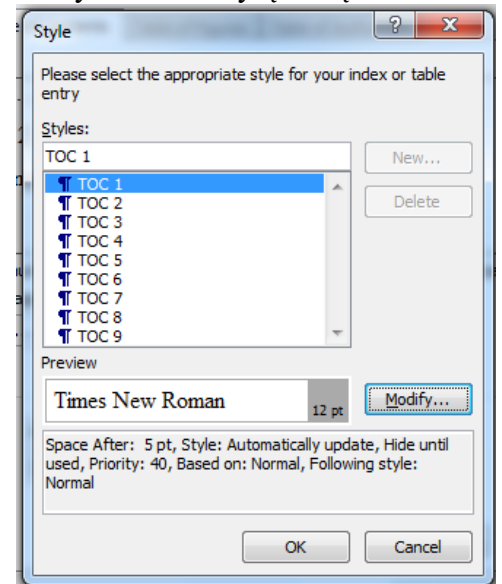 Style
Please select the appropriate style for your index or table
entry
Styles:
TOC 1
New...
¶ TOC 1
¶ TOC 2
¶ TOC 3
¶ TOC 4
¶ TOC 5
¶ TOC 6
¶ TOC 7
¶ TOC 8
¶ TOC 9
Delete
Preview
Times New Roman
12 pt
Modify...
Space After: 5 pt, Style: Automatically update, Hide until
used, Priority: 40, Based on: Normal, Following style:
Normal
OK
Cancel